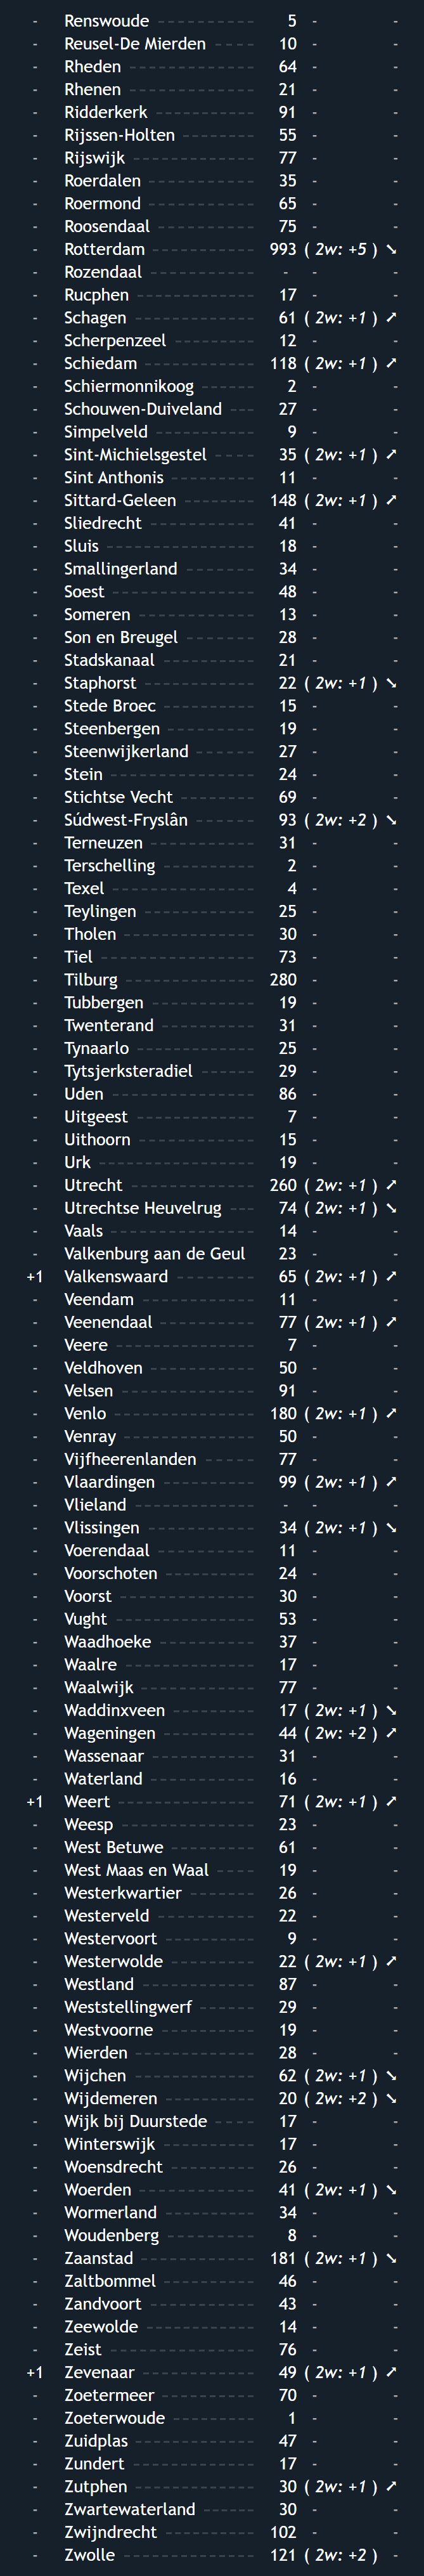 - Renswoude ---------- 5 - -
- Reusel-De Mierden ---- 10 - -
- Rheden ------------- 64 - -
- Rhenen ------------- 21 - -
- Ridderkerk ---------- 91 - -
- Rijssen-Holten -------- 55 - -
- Rijswijk ------------ 77 - -
- Roerdalen ----------- 35 - -
- Roermond ---------- 65 - -
- Roosendaal ---------- 75 - -
- Rotterdam ----------- 993 ( 2w: +5 ) ➘
- Rozendaal ----------- - - -
- Rucphen ------------ 17 - -
- Schagen ------------ 61 ( 2w: +1 ) ➚
- Scherpenzeel --------- 12 - -
- Schiedam ------------ 118 ( 2w: +1 ) ➚
- Schiermonnikoog ----- 2 - -
- Schouwen-Duiveland --- 27 - -
- Simpelveld ---------- 9 - -
- Sint-Michielsgestel ---- 35 ( 2w: +1 ) ➚
- Sint Anthonis --------- 11 - -
- Sittard-Geleen -------- 148 ( 2w: +1 ) ➚
- Sliedrecht ----------- 41 - -
- Sluis --------------- 18 - -
- Smallingerland ------- 34 - -
- Soest --------------- 48 - -
- Someren ------------ 13 - -
- Son en Breugel ------- 28 - -
- Stadskanaal ---------- 21 - -
- Staphorst ----------- 22 ( 2w: +1 ) ➘
- Stede Broec ---------- 15 - -
- Steenbergen --------- 19 - -
- Steenwijkerland ------ 27 - -
- Stein --------------- 24 - -
- Stichtse Vecht -------- 69 - -
- Súdwest-Fryslân ------ 93 ( 2w: +2 ) ➘
- Terneuzen ----------- 31 - -
- Terschelling ---------- 2 - -
- Texel --------------- 4 - -
- Teylingen ----------- 25 - -
- Tholen ------------- 30 - -
- Tiel ---------------- 73 - -
- Tilburg ------------- 280 - -
- Tubbergen ---------- 19 - -
- Twenterand --------- 31 - -
- Tynaarlo ------------ 25 - -
- Tytsjerksteradiel ------ 29 - -
- Uden --------------- 86 - -
- Uitgeest ------------ 7 - -
- Uithoorn ------------ 15 - -
- Urk ---------------- 19 - -
- Utrecht ------------- 260 ( 2w: +1 ) ➚
- Utrechtse Heuvelrug --- 74 ( 2w: +1 ) ➘
- Vaals --------------- 14 - -
- Valkenburg aan de Geul 23 - -
+1 Valkenswaard -------- 65 ( 2w: +1 ) ➚
- Veendam ------------ 11 - -
- Veenendaal ---------- 77 ( 2w: +1 ) ➚
- Veere -------------- 7 - -
- Veldhoven ----------- 50 - -
- Velsen -------------- 91 - -
- Venlo -------------- 180 ( 2w: +1 ) ➚
- Venray ------------- 50 - -
- Vijfheerenlanden ----- 77 - -
- Vlaardingen ---------- 99 ( 2w: +1 ) ➚
- Vlieland ------------ - - -
- Vlissingen ----------- 34 ( 2w: +1 ) ➘
- Voerendaal ---------- 11 - -
- Voorschoten --------- 24 - -
- Voorst -------------- 30 - -
- Vught -------------- 53 - -
- Waadhoeke ---------- 37 - -
- Waalre ------------- 17 - -
- Waalwijk ------------ 77 - -
- Waddinxveen -------- 17 ( 2w: +1 ) ➘
- Wageningen --------- 44 ( 2w: +2 ) ➚
- Wassenaar ----------- 31 - -
- Waterland ----------- 16 - -
+1 Weert -------------- 71 ( 2w: +1 ) ➚
- Weesp -------------- 23 - -
- West Betuwe --------- 61 - -
- West Maas en Waal ---- 19 - -
- Westerkwartier ------- 26 - -
- Westerveld ---------- 22 - -
- Westervoort --------- 9 - -
- Westerwolde --------- 22 ( 2w: +1 ) ➚
- Westland ------------ 87 - -
- Weststellingwerf ------ 29 - -
- Westvoorne ---------- 19 - -
- Wierden ------------ 28 - -
- Wijchen ------------ 62 ( 2w: +1 ) ➘
- Wijdemeren --------- 20 ( 2w: +2 ) ➘
- Wijk bij Duurstede ---- 17 - -
- Winterswijk ---------- 17 - -
- Woensdrecht --------- 26 - -
- Woerden ------------ 41 ( 2w: +1 ) ➘
- Wormerland --------- 34 - -
- Woudenberg --------- 8 - -
- Zaanstad ------------ 181 ( 2w: +1 ) ➘
- Zaltbommel ---------- 46 - -
- Zandvoort ----------- 43 - -
- Zeewolde ----------- 14 - -
- Zeist --------------- 76 - -
+1 Zevenaar ----------- 49 ( 2w: +1 ) ➚
- Zoetermeer ---------- 70 - -
- Zoeterwoude --------- 1 - -
- Zuidplas ------------ 47 - -
- Zundert ------------- 17 - -
- Zutphen ------------ 30 ( 2w: +1 ) ➚
- Zwartewaterland ------ 30 - -
- Zwijndrecht ---------- 102 - -
- Zwolle -------------- 121 ( 2w: +2 ) -